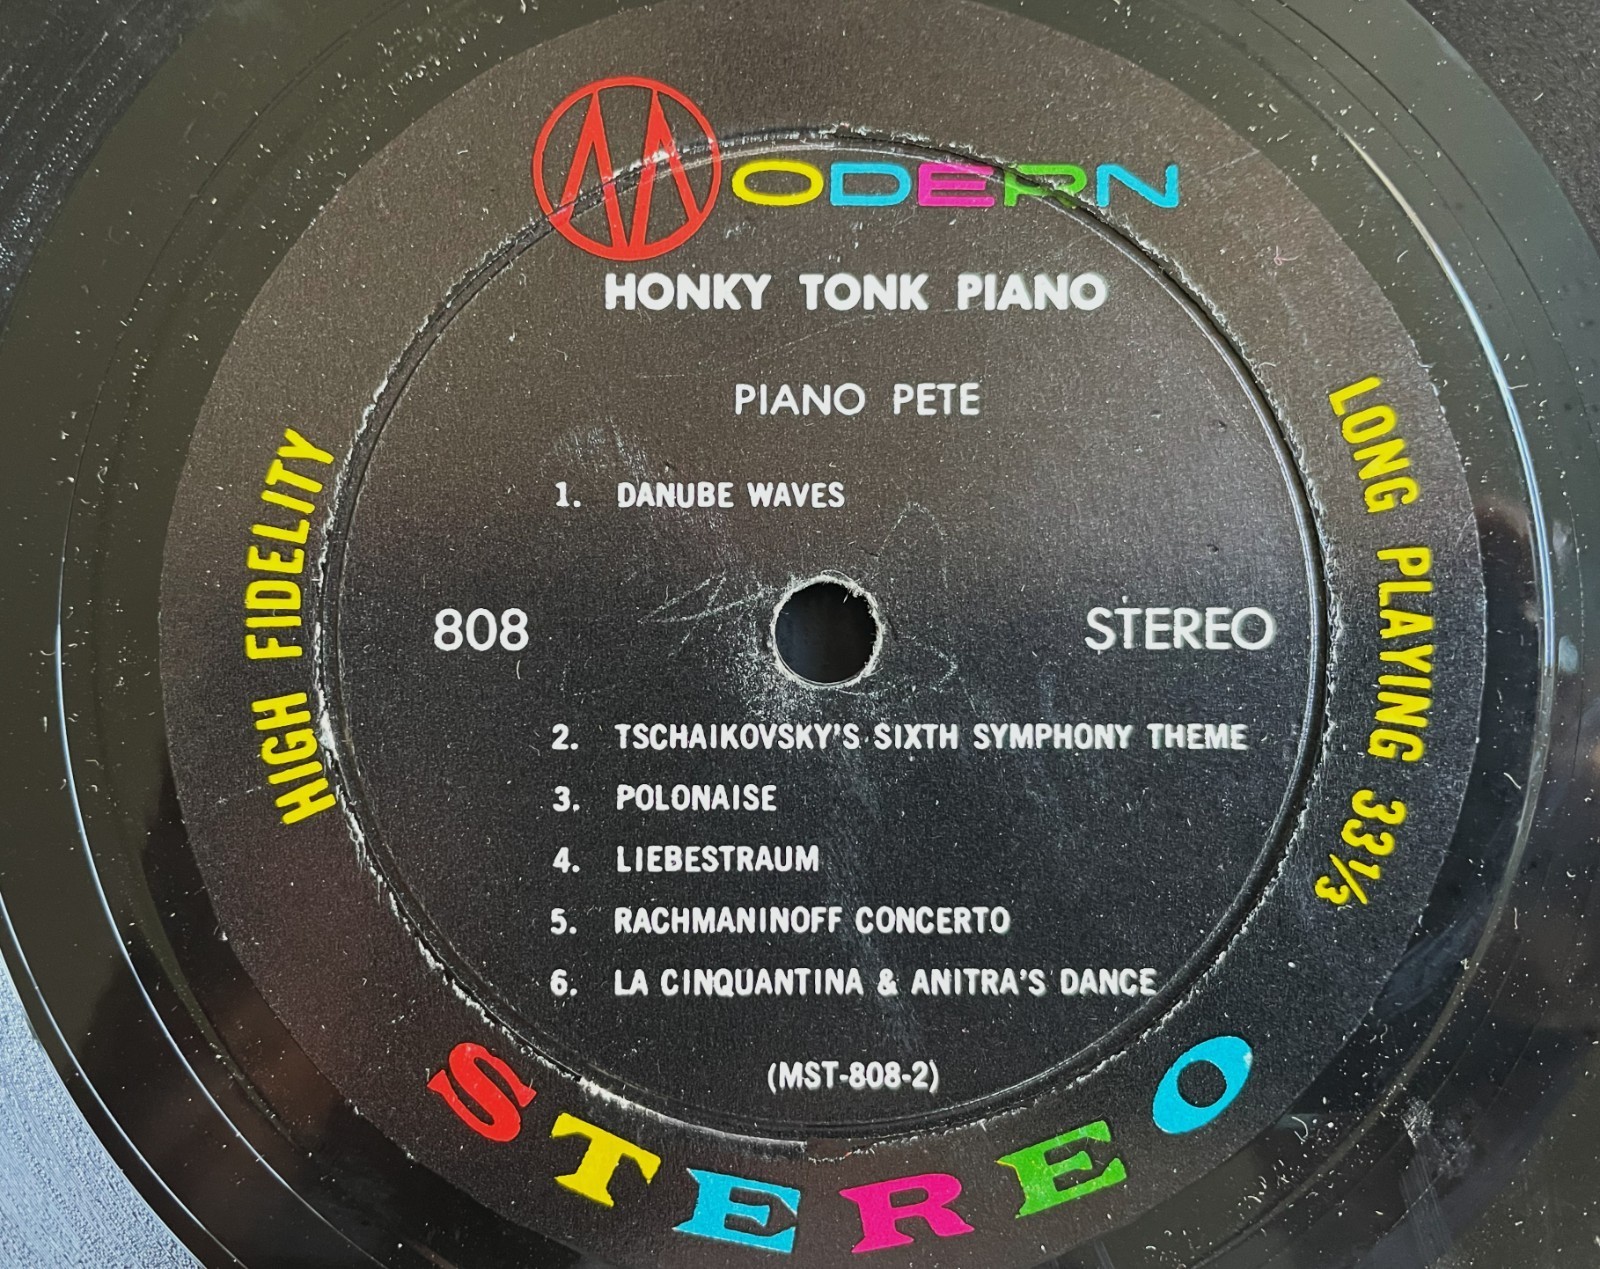 MODERN
HONKY TONK PIANO
PIANO PETE
1. DANUBE WAVES
808
STEREO
2. TSCHAIKOVSKY'S SIXTH SYMPHONY THEME
3. POLONAISE
4. LIEBESTRAUM
5. RACHMANINOFF CONCERTO
6. LA CINQUANTINA & ANITRA'S DANCE
(MST-808-2)
HIGH FIDELITY
LONG PLAYING 33⅓
STEREO